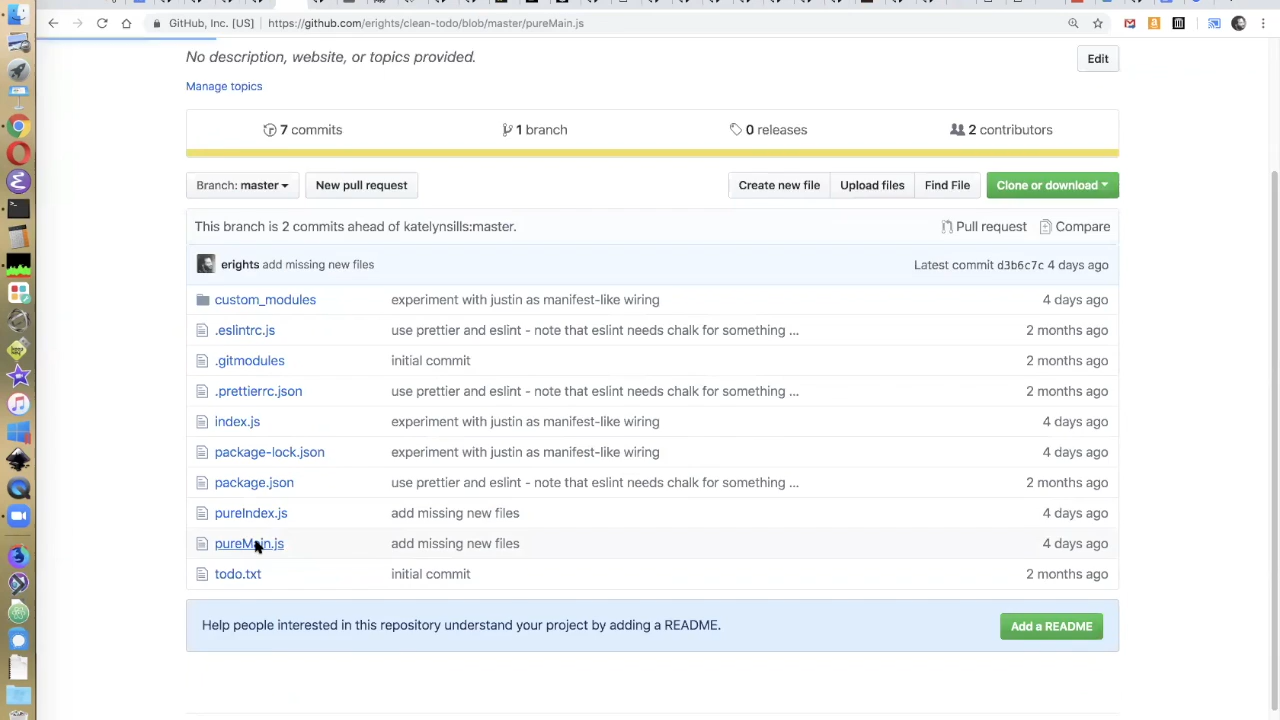 GitHub, Inc. [US] https://github.com/erights/clean-todo/blob/master/pureMain.js
No description, website, or topics provided.
Edit
Manage topics
7 commits 1 branch 0 releases 2 contributors
Branch: master New pull request Create new file Upload files Find File Clone or download
This branch is 2 commits ahead of katelynsills:master. Pull request Compare
erights add missing new files Latest commit d3b6c7c 4 days ago
custom_modules experiment with justin as manifest-like wiring 4 days ago
.eslintrc.js use prettier and eslint - note that eslint needs chalk for something ... 2 months ago
.gitmodules initial commit 2 months ago
.prettierrc.json use prettier and eslint - note that eslint needs chalk for something ... 2 months ago
index.js experiment with justin as manifest-like wiring 4 days ago
package-lock.json experiment with justin as manifest-like wiring 4 days ago
package.json use prettier and eslint - note that eslint needs chalk for something ... 2 months ago
pureIndex.js add missing new files 4 days ago
pureMain.js add missing new files 4 days ago
todo.txt initial commit 2 months ago
Help people interested in this repository understand your project by adding a README. Add a README